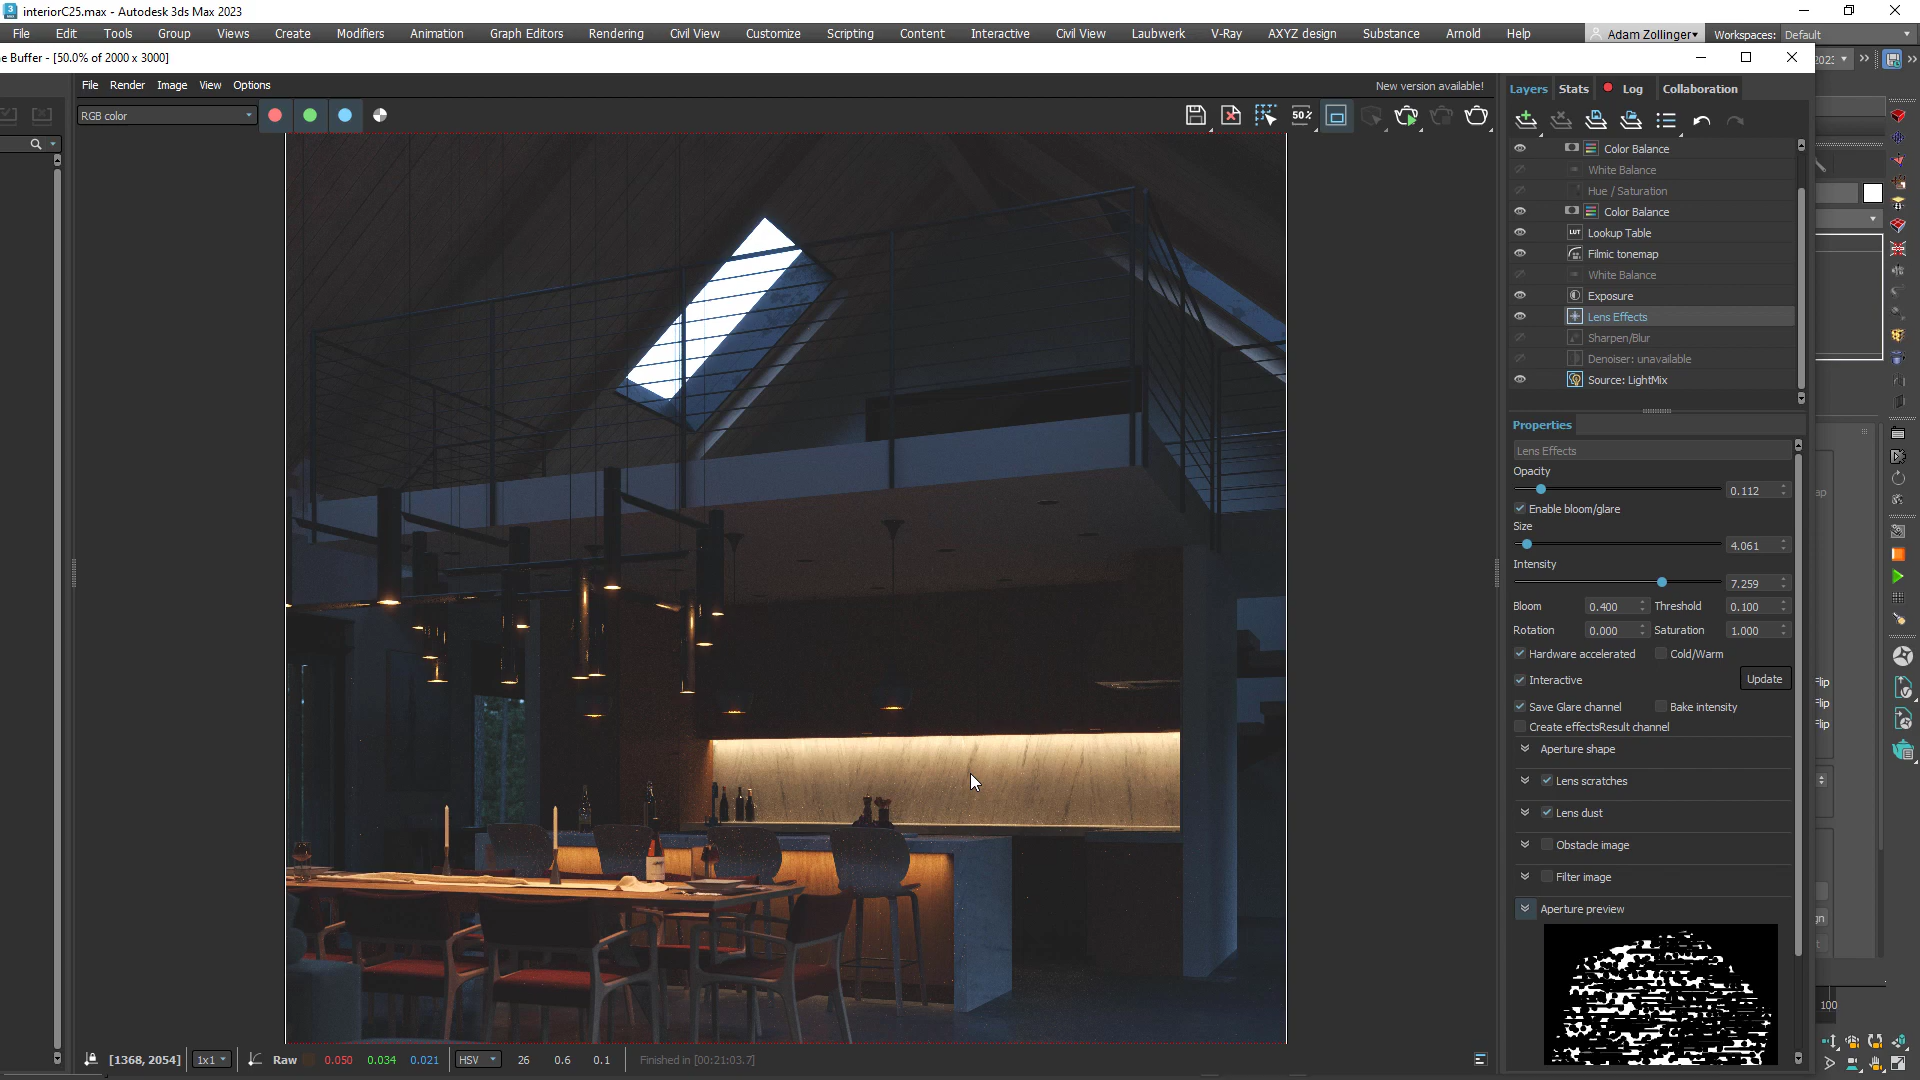 interiorC25.max - Autodesk 3ds Max 2023
File Edit Tools Group Views Create Modifiers Animation Graph Editors Rendering Civil View Customize Scripting Content Interactive Civil View Laubwerk V-Ray AXYZ design Substance Arnold Help Adam Zollinger Workspaces: Default
e Buffer - [50.0% of 2000 x 3000]
File Render Image View Options New version available!
Layers Stats Log Collaboration
RGB color 50%
Color Balance
White Balance
Hue / Saturation
Color Balance
LUT Lookup Table
Filmic tonemap
White Balance
Exposure
Lens Effects
Sharpen/Blur
Denoiser: unavailable
Source: LightMix
Properties
Lens Effects
Opacity
0.112
Enable bloom/glare
Size
4.061
Intensity
7.259
Bloom 0.400 Threshold 0.100
Rotation 0.000 Saturation 1.000
Hardware accelerated Cold/Warm
Interactive Update
Save Glare channel Bake intensity
Create effectsResult channel
Aperture shape
Lens scratches
Lens dust
Obstacle image
Filter image
Aperture preview
Flip
Flip
Flip
100
[1368, 2054] 1x1 Raw 0.050 0.034 0.021 HSV 26 0.6 0.1 Finished in [00:21:03.7]